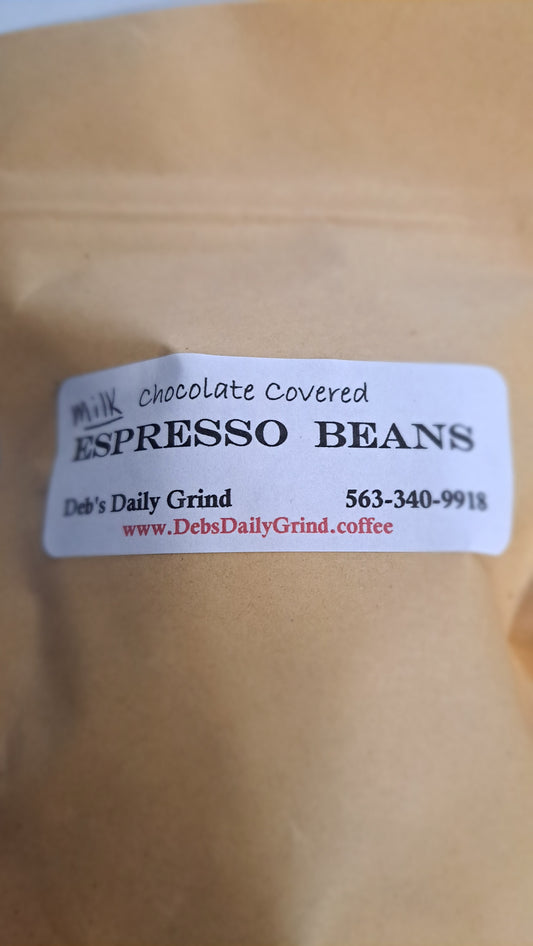 Milk Chocolate Covered
ESPRESSO BEANS
Deb's Daily Grind 563-340-9918
www.DebsDailyGrind.coffee